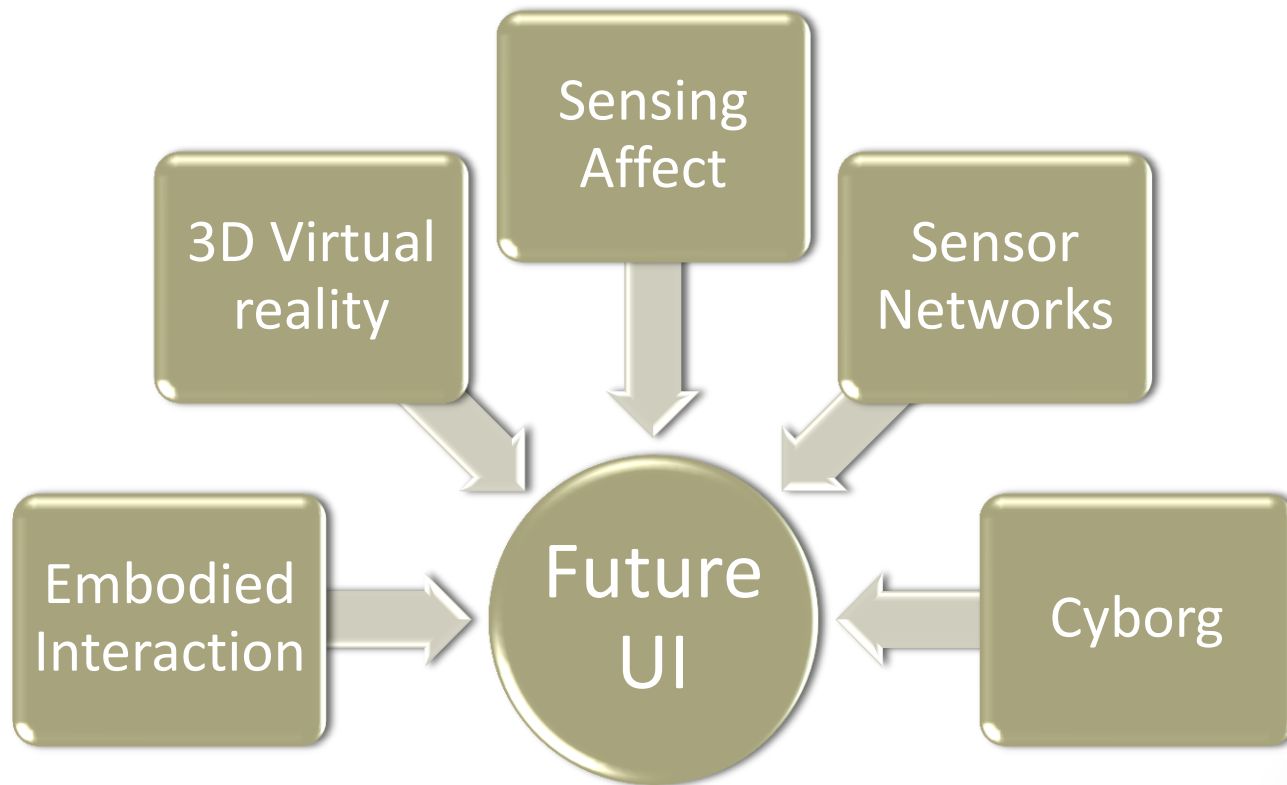 Sensing
Affect
3D Virtual
reality
Sensor
Networks
Embodied
Interaction
Future
UI
Cyborg